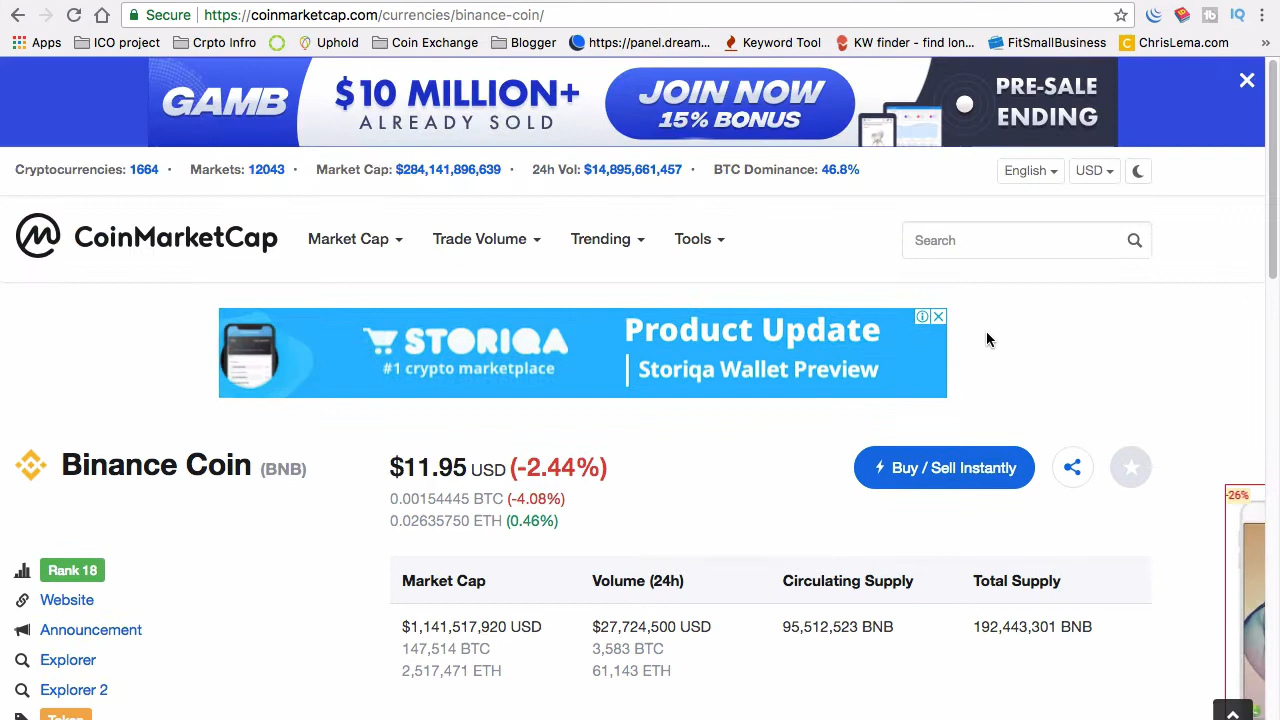 Secure https://coinmarketcap.com/currencies/binance-coin/
Apps ICO project Crpto Infro Uphold Coin Exchange Blogger https://panel.dream... Keyword Tool KW finder - find lon... FitSmallBusiness ChrisLema.com »
GAMB $10 MILLION+ ALREADY SOLD JOIN NOW 15% BONUS PRE-SALE ENDING
Cryptocurrencies: 1664 • Markets: 12043 • Market Cap: $284,141,896,639 • 24h Vol: $14,895,661,457 • BTC Dominance: 46.8% English USD
CoinMarketCap Market Cap Trade Volume Trending Tools Search
STORIQA #1 crypto marketplace Product Update Storiqa Wallet Preview
Binance Coin (BNB) $11.95 USD (-2.44%) Buy / Sell Instantly
0.00154445 BTC (-4.08%)
-26%
0.02635750 ETH (0.46%)
Rank 18
Website
Announcement
Explorer
Explorer 2
Token
Market Cap Volume (24h) Circulating Supply Total Supply
$1,141,517,920 USD $27,724,500 USD 95,512,523 BNB 192,443,301 BNB
147,514 BTC 3,583 BTC
2,517,471 ETH 61,143 ETH